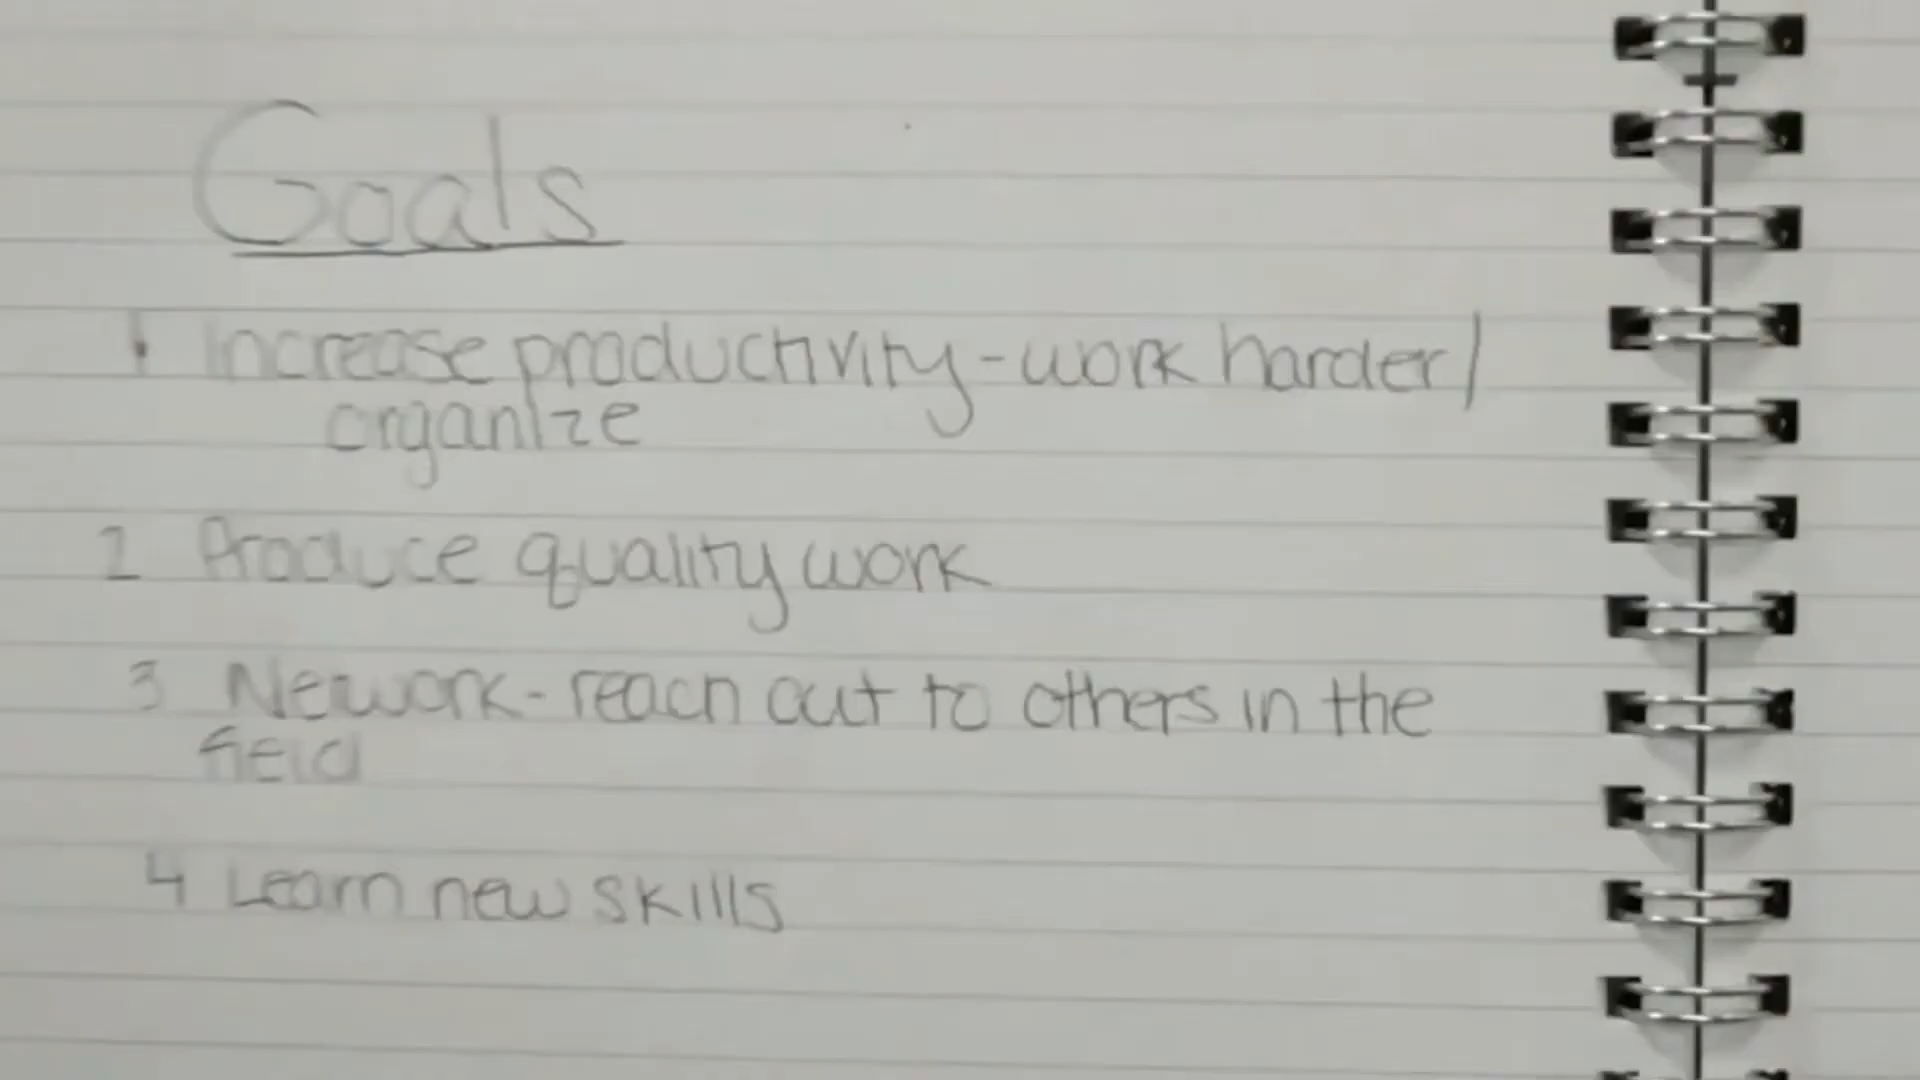 Goals
1 Increase productivity - work harder/
organize
2 Produce quality work
3 Network - reach out to others in the
field
4 Learn new skills